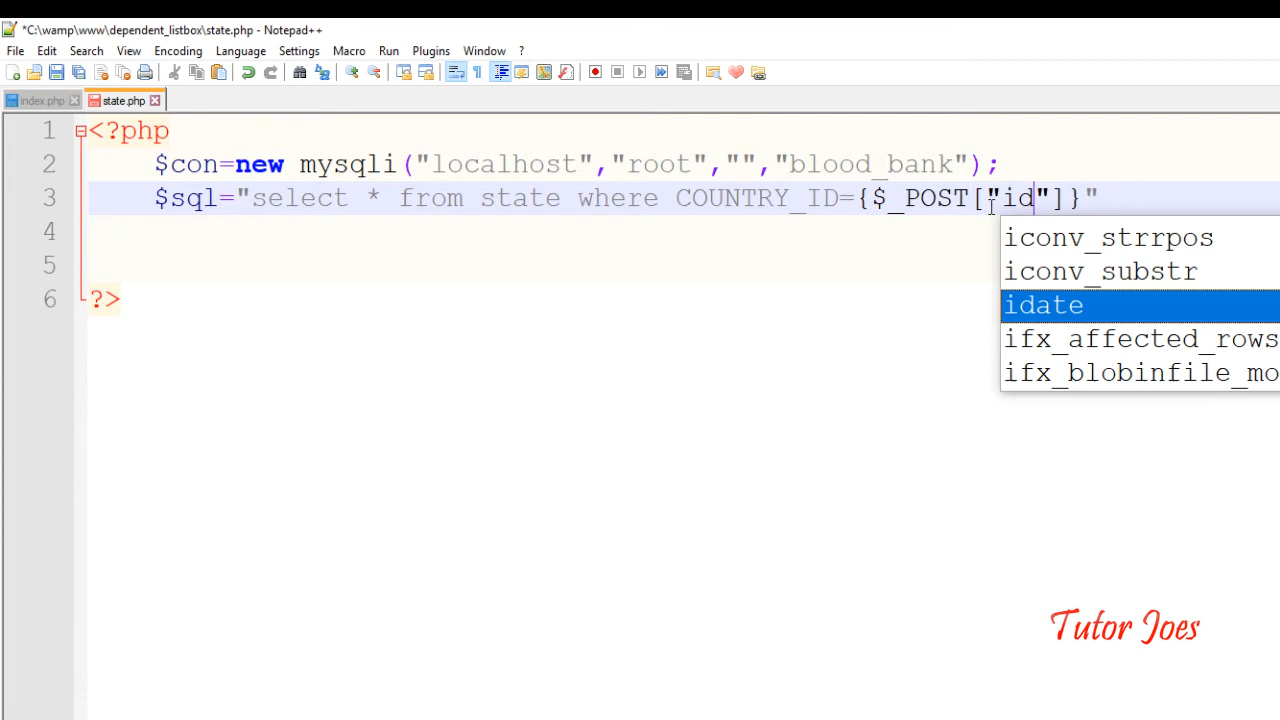 *C:\wamp\www\dependent_listbox\state.php - Notepad++
File Edit Search View Encoding Language Settings Macro Run Plugins Window ?
index.php state.php
1 <?php
2 $con=new mysqli("localhost","root","","blood_bank");
3 $sql="select * from state where COUNTRY_ID={$_POST["id"]}"
4
5
6 ?>
iconv_strrpos
iconv_substr
idate
ifx_affected_rows
ifx_blobinfile_mo
Tutor Joes